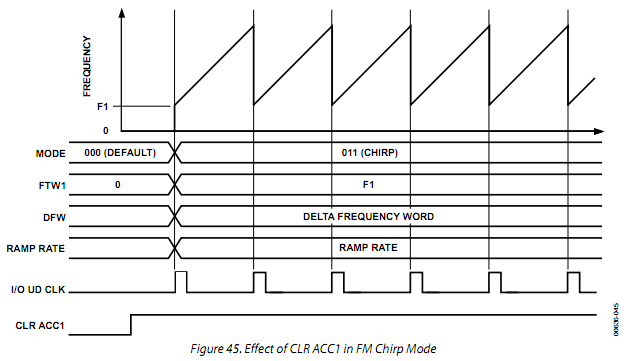 FREQUENCY
F1
0
MODE 000 (DEFAULT) 011 (CHIRP)
FTW1 0 F1
DFW DELTA FREQUENCY WORD
RAMP RATE RAMP RATE
I/O UD CLK
CLR ACC1
00636-045
Figure 45. Effect of CLR ACC1 in FM Chirp Mode